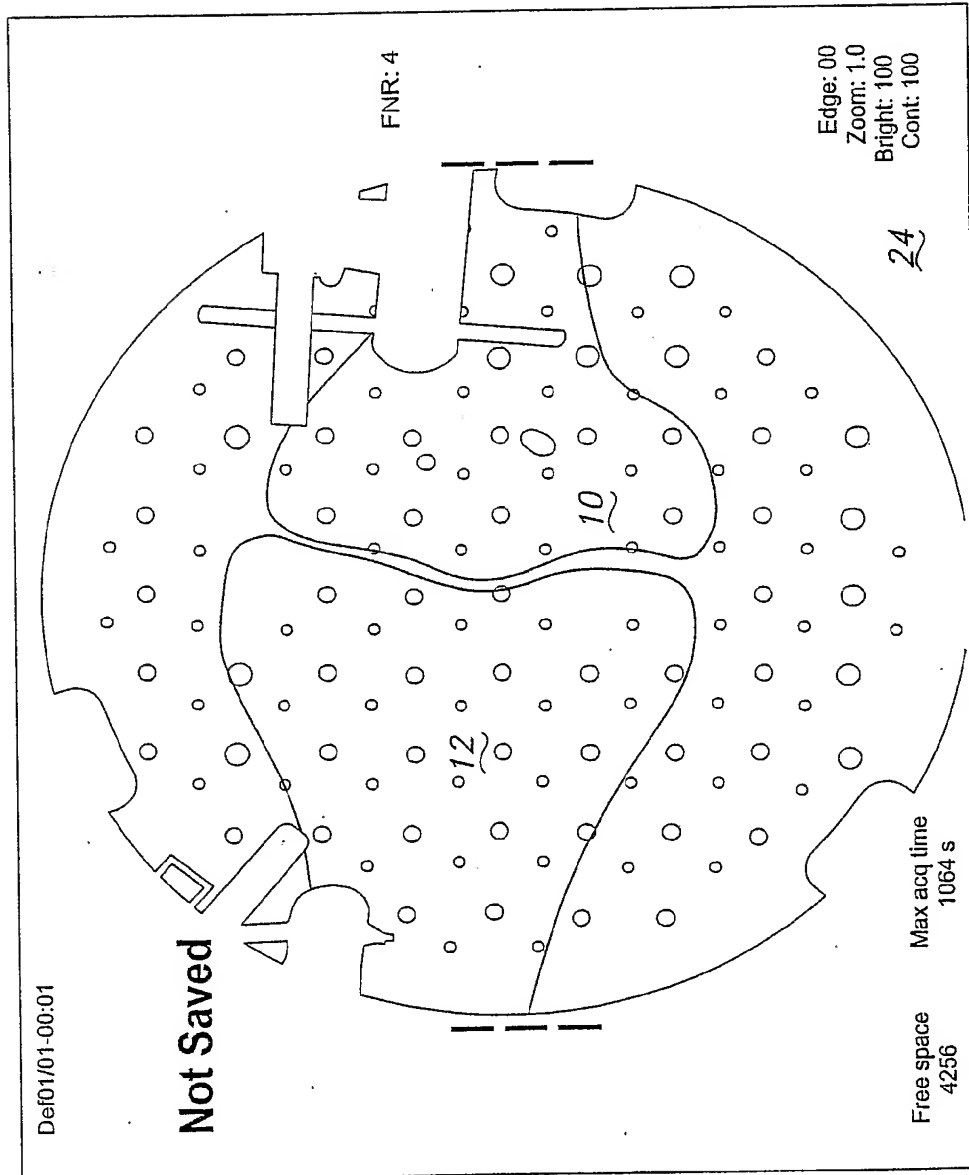 Def01/01-00:01
Not Saved
FNR: 4
12
10
24
Free space
4256
Max acq time
1064 s
Edge: 00
Zoom: 1.0
Bright: 100
Cont: 100